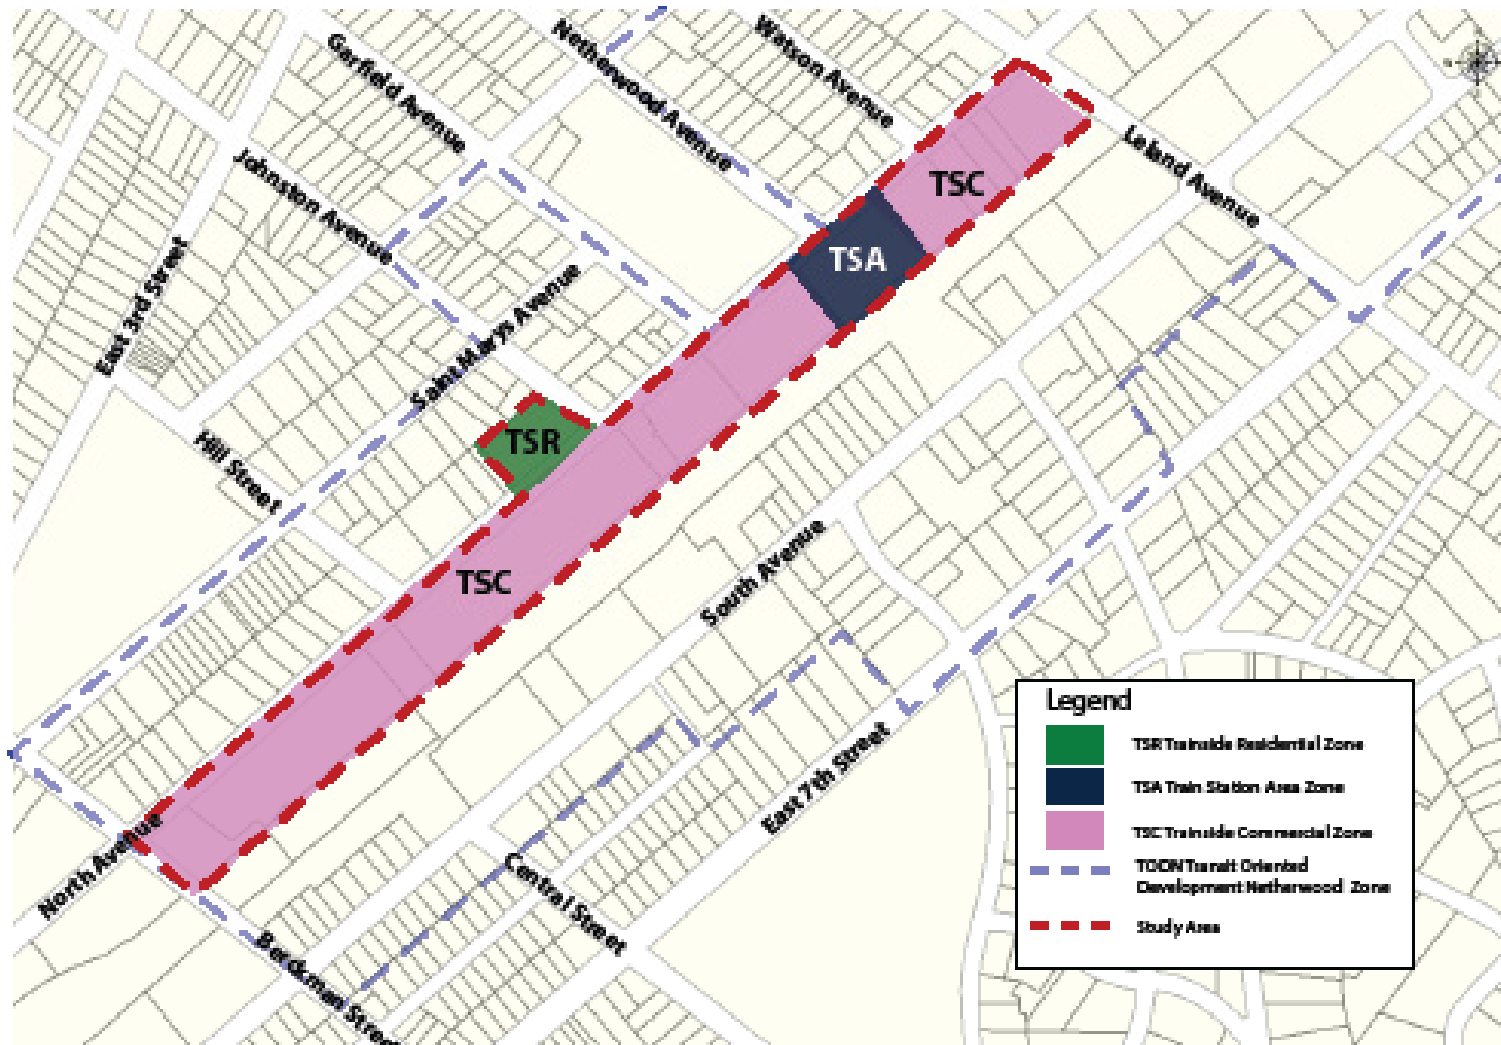 Garfield Avenue
Netherwood Avenue
Watson Avenue
Leland Avenue
Johnston Avenue
East 3rd Street
Saint Marys Avenue
Hill Street
TSC
TSA
TSR
TSC
South Avenue
East 7th Street
North Avenue
Central Street
Berckman Stree
Legend
TSR Trainside Residential Zone
TSA Train Station Area Zone
TSC Trainside Commercial Zone
TODN Transit Oriented
Development Netherwood Zone
Study Area